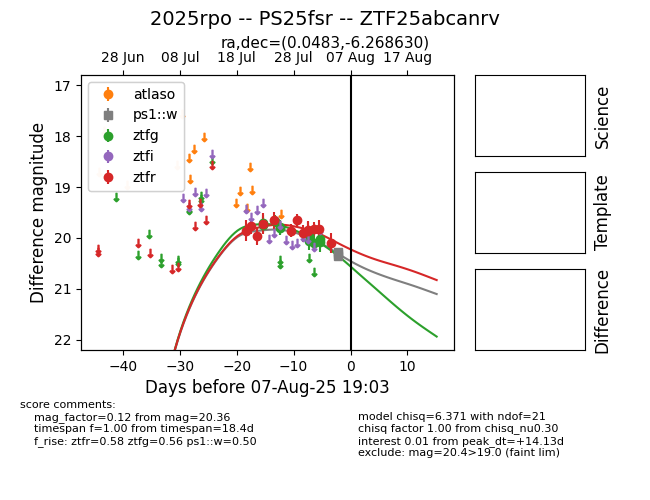 2025rpo -- PS25fsr -- ZTF25abcanrv
ra,dec=(0.0483,-6.268630)
28 Jun 08 Jul 18 Jul 28 Jul 07 Aug 17 Aug
17
18
19
20
21
22
Difference magnitude
atlaso
ps1::w
ztfg
ztfi
ztfr
−40 −30 −20 −10 0 10
Days before 07-Aug-25 19:03
Science
Template
Difference
score comments:
mag_factor=0.12 from mag=20.36
timespan f=1.00 from timespan=18.4d
f_rise: ztfr=0.58 ztfg=0.56 ps1::w=0.50
model chisq=6.371 with ndof=21
chisq factor 1.00 from chisq_nu0.30
interest 0.01 from peak_dt=+14.13d
exclude: mag=20.4>19.0 (faint lim)